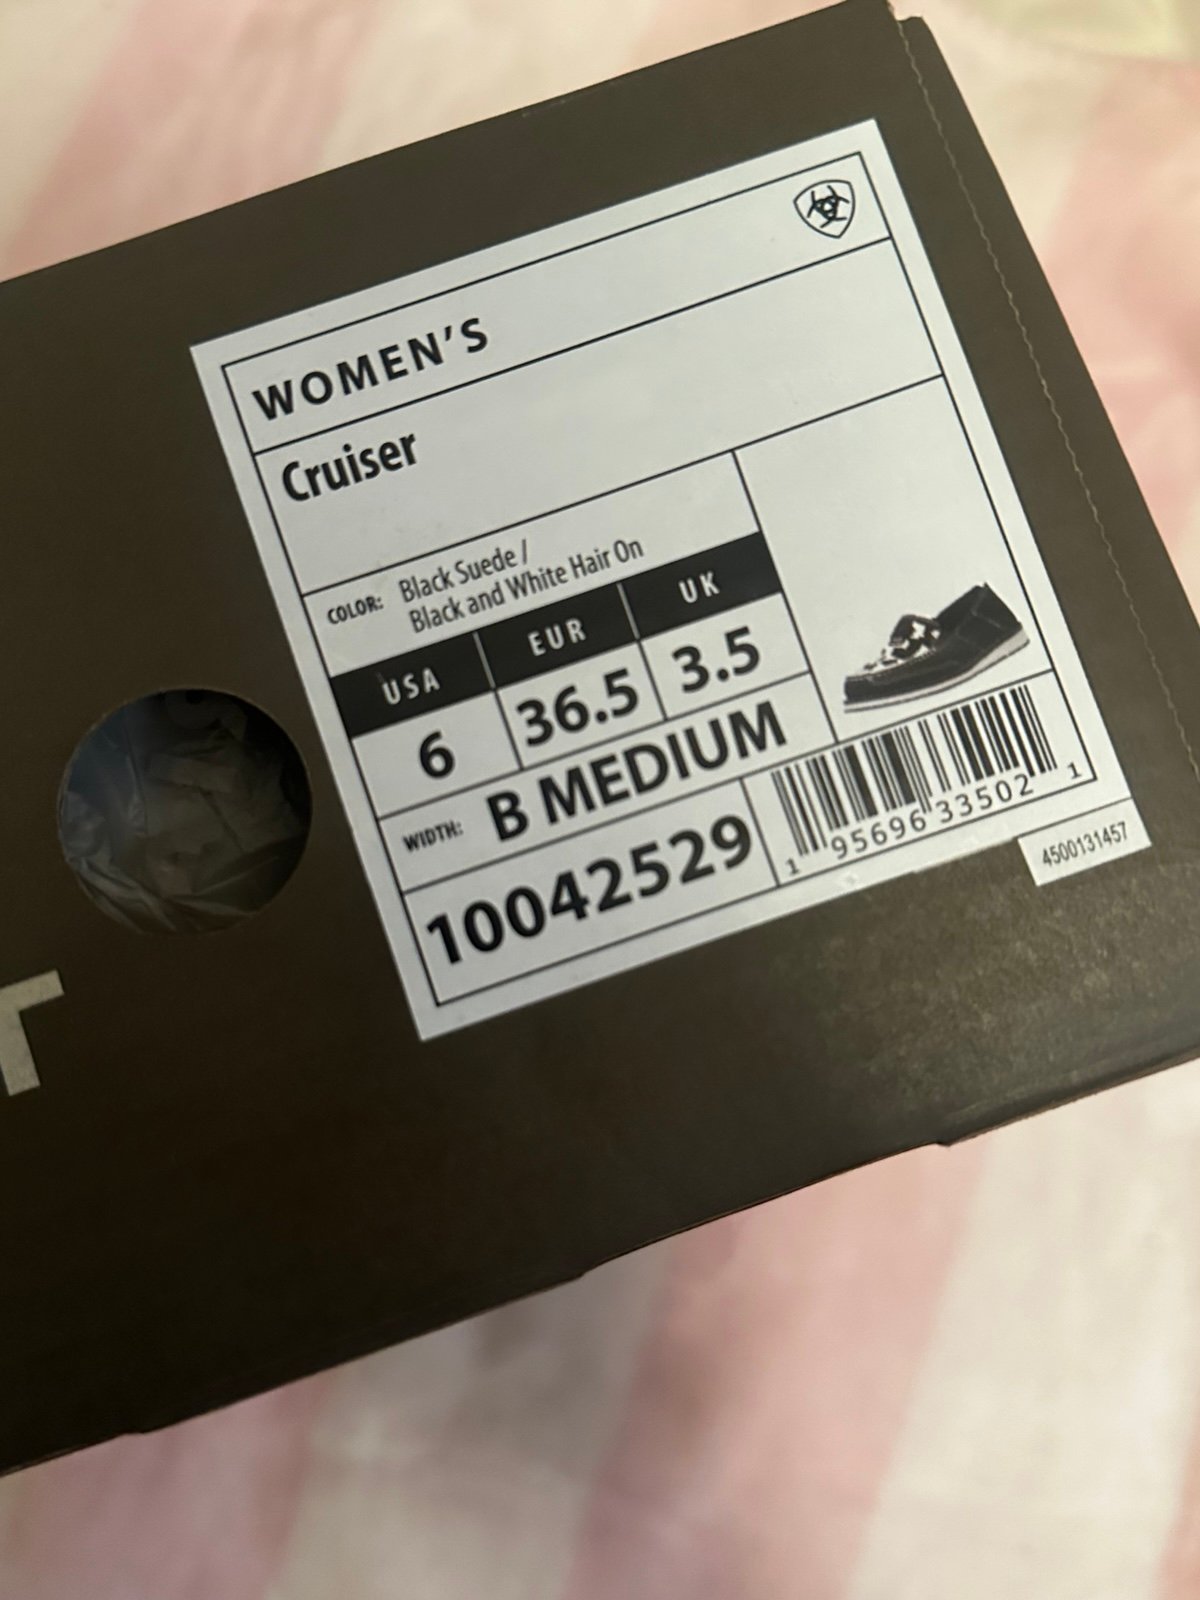 WOMEN'S
Cruiser
COLOR: Black Suede /
Black and White Hair On
USA EUR UK
6 36.5 3.5
WIDTH: B MEDIUM
10042529
1 95696 33502 1
4500131457
T